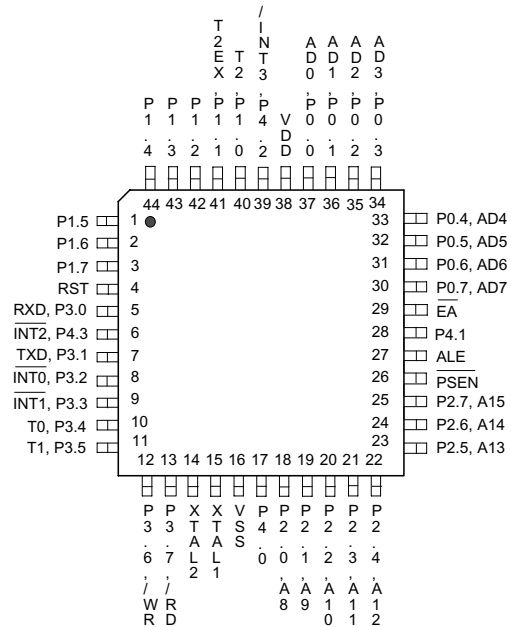 P1.4
P1.3
P1.2
T2EX,P1.1
T2,P1.0
/INT3,P4.2
VDD
AD0,P0.0
AD1,P0.1
AD2,P0.2
AD3,P0.3
44 43 42 41 40 39 38 37 36 35 34
P1.5 1
P1.6 2
P1.7 3
RST 4
RXD, P3.0 5
INT2, P4.3 6
TXD, P3.1 7
INT0, P3.2 8
INT1, P3.3 9
T0, P3.4 10
T1, P3.5 11
33 P0.4, AD4
32 P0.5, AD5
31 P0.6, AD6
30 P0.7, AD7
29 EA
28 P4.1
27 ALE
26 PSEN
25 P2.7, A15
24 P2.6, A14
23 P2.5, A13
12 13 14 15 16 17 18 19 20 21 22
P3.6,/WR
P3.7,/RD
XTAL2
XTAL1
VSS
P4.0
P2.0,A8
P2.1,A9
P2.2,A10
P2.3,A11
P2.4,A12